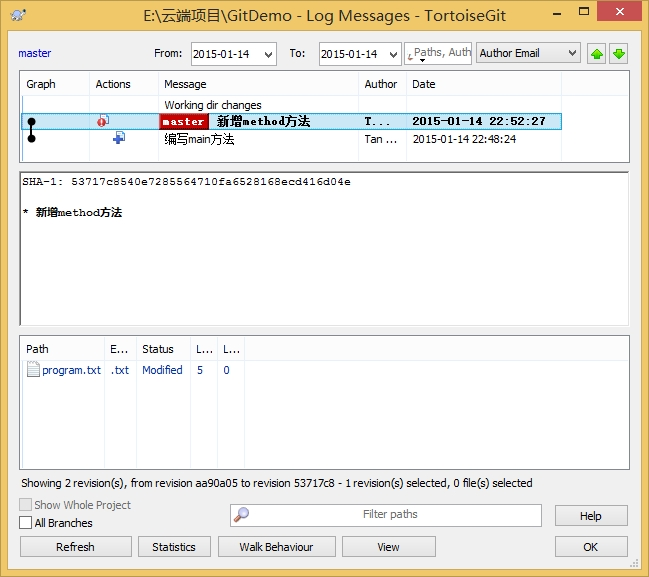 E:\云端项目\GitDemo - Log Messages - TortoiseGit
master From: 2015-01-14 To: 2015-01-14 Paths, Auth Author Email
Graph Actions Message Author Date
Working dir changes
master 新增method方法 T... 2015-01-14 22:52:27
编写main方法 Tan ... 2015-01-14 22:48:24
SHA-1: 53717c8540e7285564710fa6528168ecd416d04e
* 新增method方法
Path E... Status L... L...
program.txt .txt Modified 5 0
Showing 2 revision(s), from revision aa90a05 to revision 53717c8 - 1 revision(s) selected, 0 file(s) selected
Show Whole Project
All Branches
Filter paths
Help
Refresh Statistics Walk Behaviour View OK